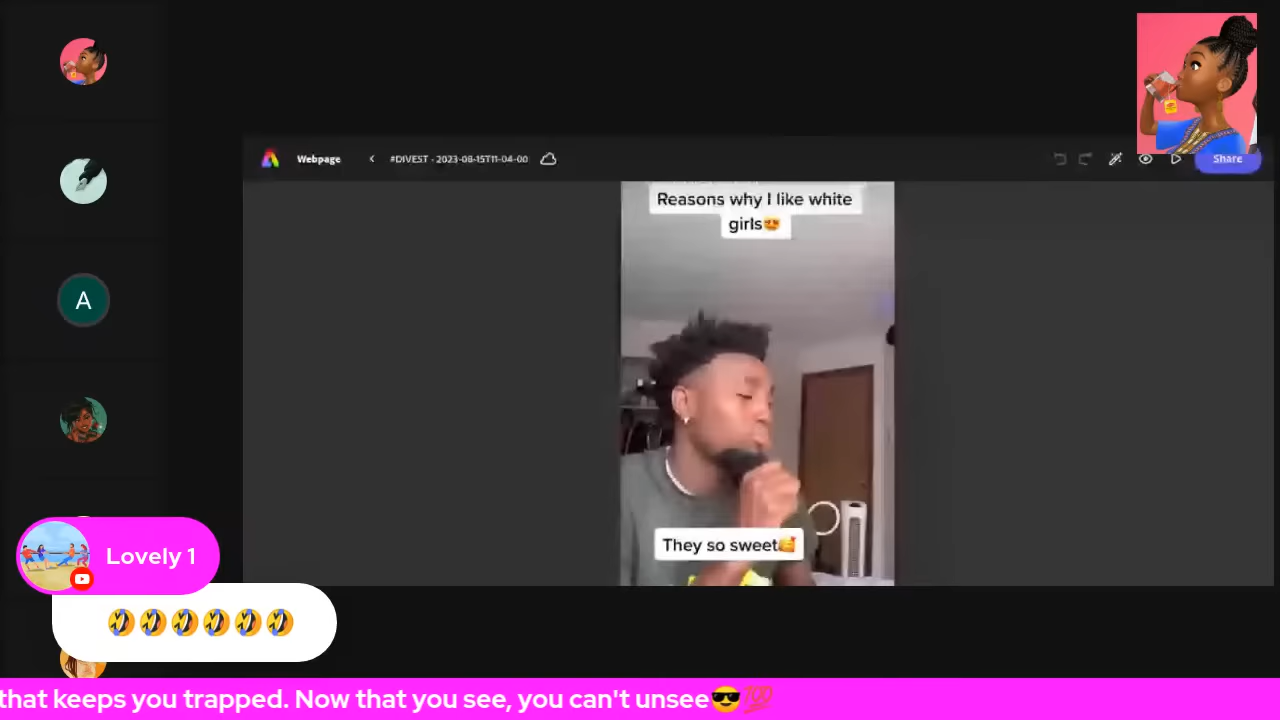 Webpage
#DIVEST - 2023-08-15T11-04-00
Share
Reasons why I like white
girls😍
They so sweet🥰
A
Lovely 1
🤣🤣🤣🤣🤣🤣
that keeps you trapped. Now that you see, you can't unsee😎💯